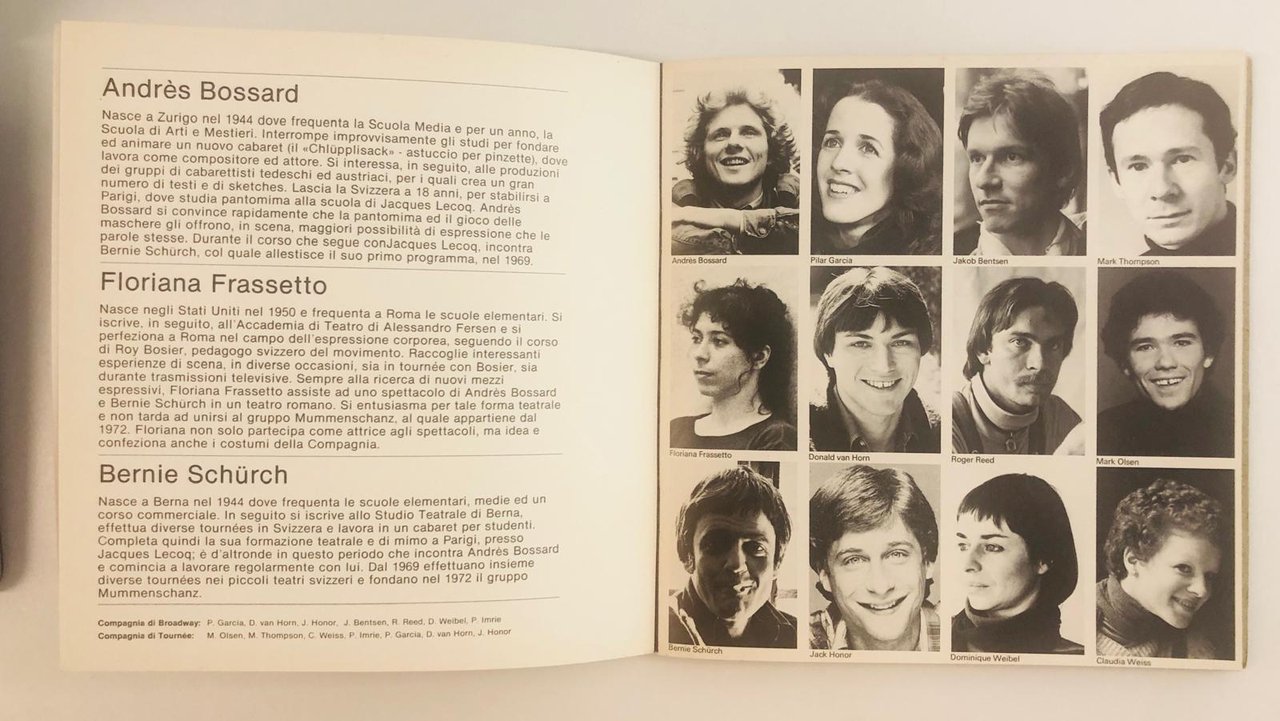 Andrès Bossard
Nasce a Zurigo nel 1944 dove frequenta la Scuola Media e per un anno, la
Scuola di Arti e Mestieri. Interrompe improvvisamente gli studi per fondare
ed animare un nuovo cabaret (il «Chlüpplisack» - astuccio per pinzette), dove
lavora come compositore ed attore. Si interessa, in seguito, alle produzioni
dei gruppi di cabarettisti tedeschi ed austriaci, per i quali crea un gran
numero di testi e di sketches. Lascia la Svizzera a 18 anni, per stabilirsi a
Parigi, dove studia pantomima alla scuola di Jacques Lecoq. Andrès
Bossard si convince rapidamente che la pantomima ed il gioco delle
maschere gli offrono, in scena, maggiori possibilità di espressione che le
parole stesse. Durante il corso che segue conJacques Lecoq, incontra
Bernie Schürch, col quale allestisce il suo primo programma, nel 1969.
Floriana Frassetto
Nasce negli Stati Uniti nel 1950 e frequenta a Roma le scuole elementari. Si
iscrive, in seguito, all'Accademia di Teatro di Alessandro Fersen e si
perfeziona a Roma nel campo dell'espressione corporea, seguendo il corso
di Roy Bosier, pedagogo svizzero del movimento. Raccoglie interessanti
esperienze di scena, in diverse occasioni, sia in tournée con Bosier, sia
durante trasmissioni televisive. Sempre alla ricerca di nuovi mezzi
espressivi, Floriana Frassetto assiste ad uno spettacolo di Andrès Bossard
e Bernie Schürch in un teatro romano. Si entusiasma per tale forma teatrale
e non tarda ad unirsi al gruppo Mummenschanz, al quale appartiene dal
1972. Floriana non solo partecipa come attrice agli spettacoli, ma idea e
confeziona anche i costumi della Compagnia.
Bernie Schürch
Nasce a Berna nel 1944 dove frequenta le scuole elementari, medie ed un
corso commerciale. In seguito si iscrive allo Studio Teatrale di Berna,
effettua diverse tournées in Svizzera e lavora in un cabaret per studenti.
Completa quindi la sua formazione teatrale e di mimo a Parigi, presso
Jacques Lecoq; è d'altronde in questo periodo che incontra Andrès Bossard
e comincia a lavorare regolarmente con lui. Dal 1969 effettuano insieme
diverse tournées nei piccoli teatri svizzeri e fondano nel 1972 il gruppo
Mummenschanz.
Compagnia di Broadway: P. Garcia, D. van Horn, J. Honor, J. Bentsen, R. Reed, D. Weibel, P. Imrie
Compagnia di Tournée: M. Olsen, M. Thompson, C. Weiss, P. Imrie, P. Garcia, D. van Horn, J. Honor
Andrès Bossard
Pilar Garcia
Jakob Bentsen
Mark Thompson
Floriana Frassetto
Donald van Horn
Roger Reed
Mark Olsen
Bernie Schürch
Jack Honor
Dominique Weibel
Claudia Weiss